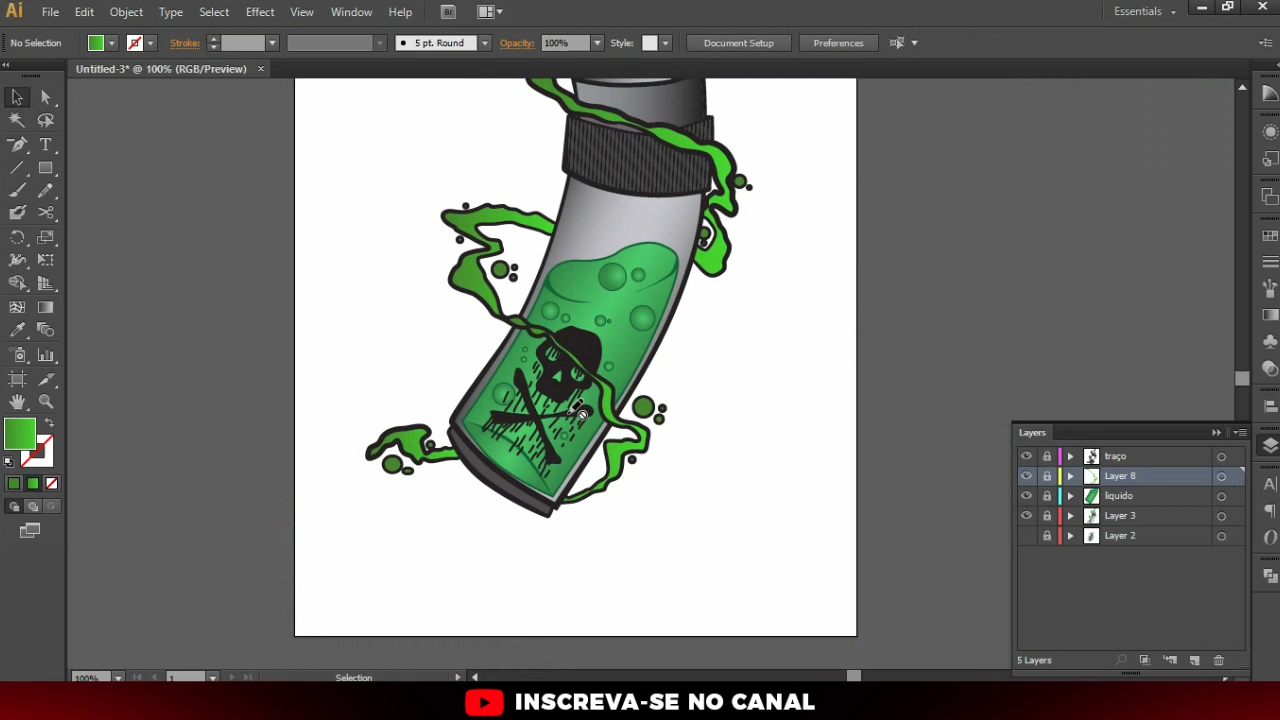 Ai File Edit Object Type Select Effect View Window Help Br Essentials
No Selection Stroke: 5 pt. Round Opacity: 100% Style: Document Setup Preferences
Untitled-3* @ 100% (RGB/Preview) ×
Layers
traço
Layer 8
liquido
Layer 3
Layer 2
5 Layers
100% 1 Selection
INSCREVA-SE NO CANAL